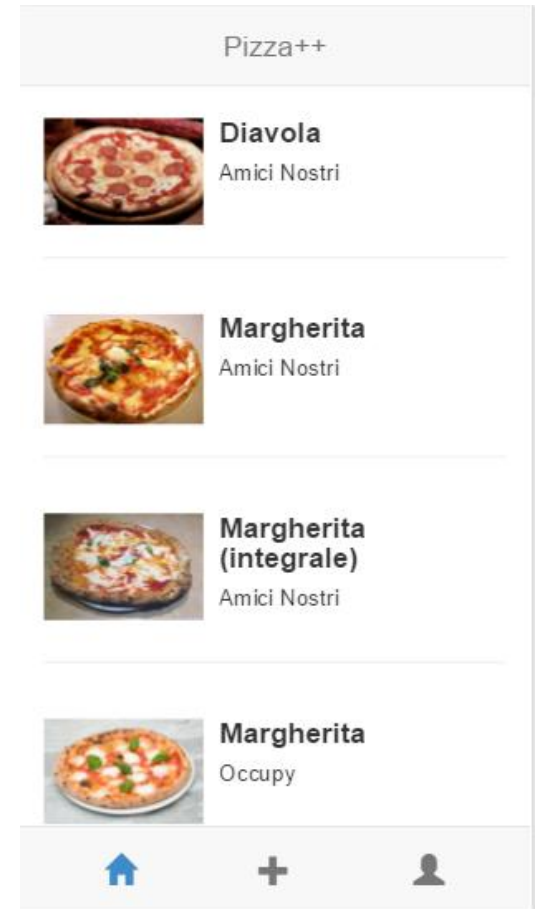 Pizza++
Diavola
Amici Nostri
Margherita
Amici Nostri
Margherita
(integrale)
Amici Nostri
Margherita
Occupy